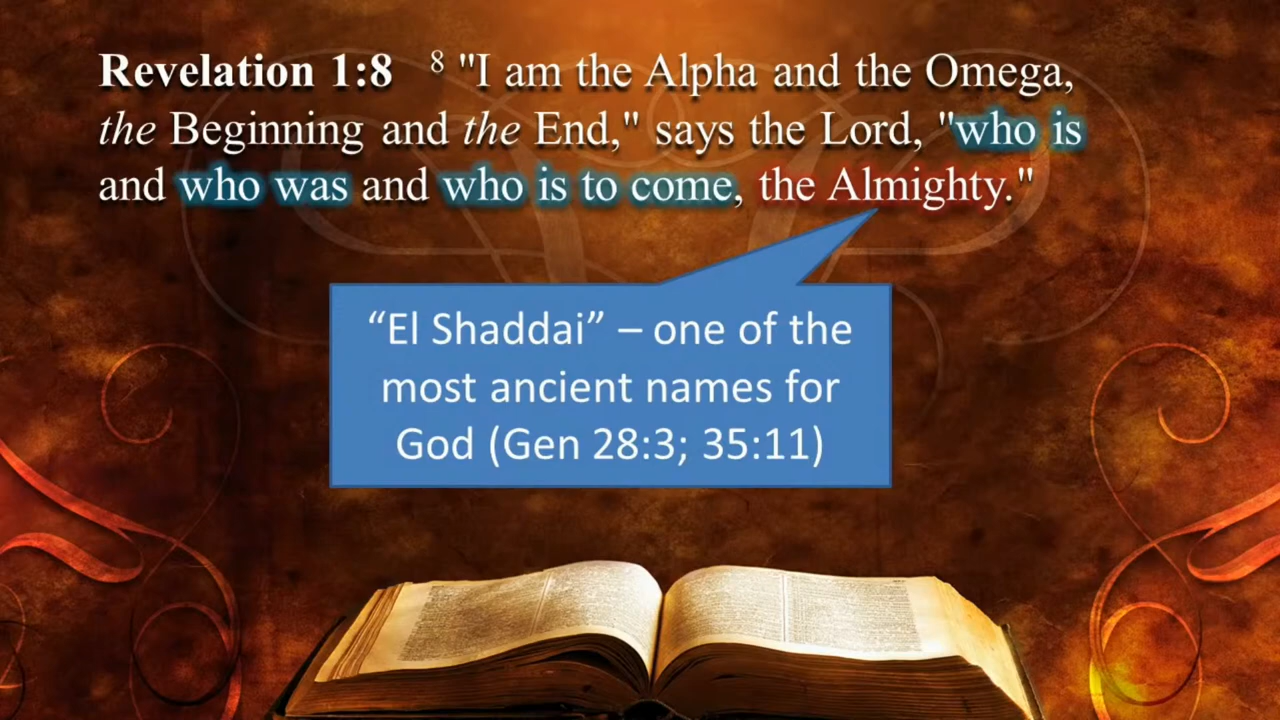 Revelation 1:8 8 "I am the Alpha and the Omega,
the Beginning and the End," says the Lord, "who is
and who was and who is to come, the Almighty."
“El Shaddai” – one of the
most ancient names for
God (Gen 28:3; 35:11)